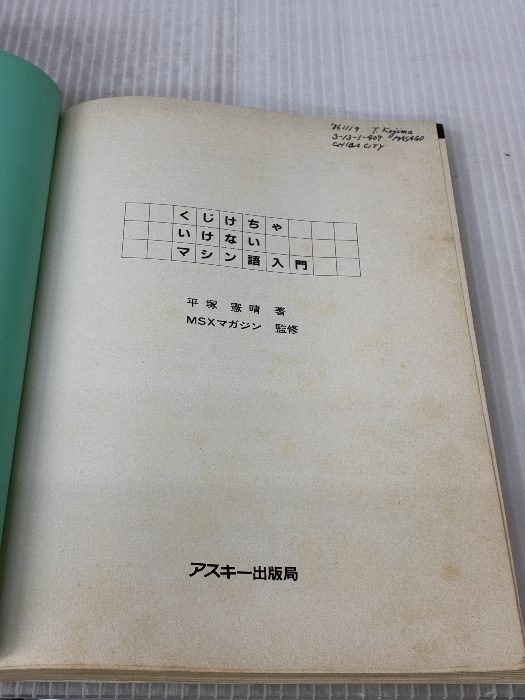 '86 11/9 T. Kojima
3-13-1-407 MASAGO
CHIBA CITY
くじけちゃ
いけない
マシン語入門
平塚憲晴 著
MSXマガジン 監修
アスキー出版局